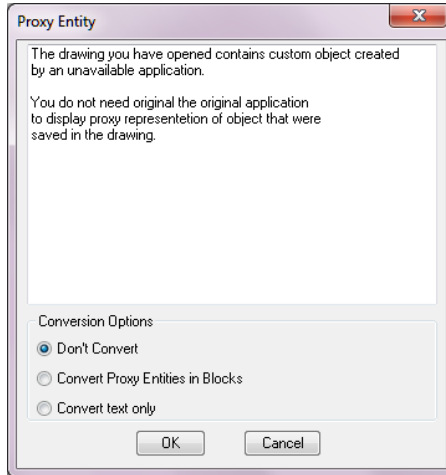 Proxy Entity
The drawing you have opened contains custom object created
by an unavailable application.
You do not need original the original application
to display proxy representetion of object that were
saved in the drawing.
Conversion Options
Don't Convert
Convert Proxy Entities in Blocks
Convert text only
OK
Cancel